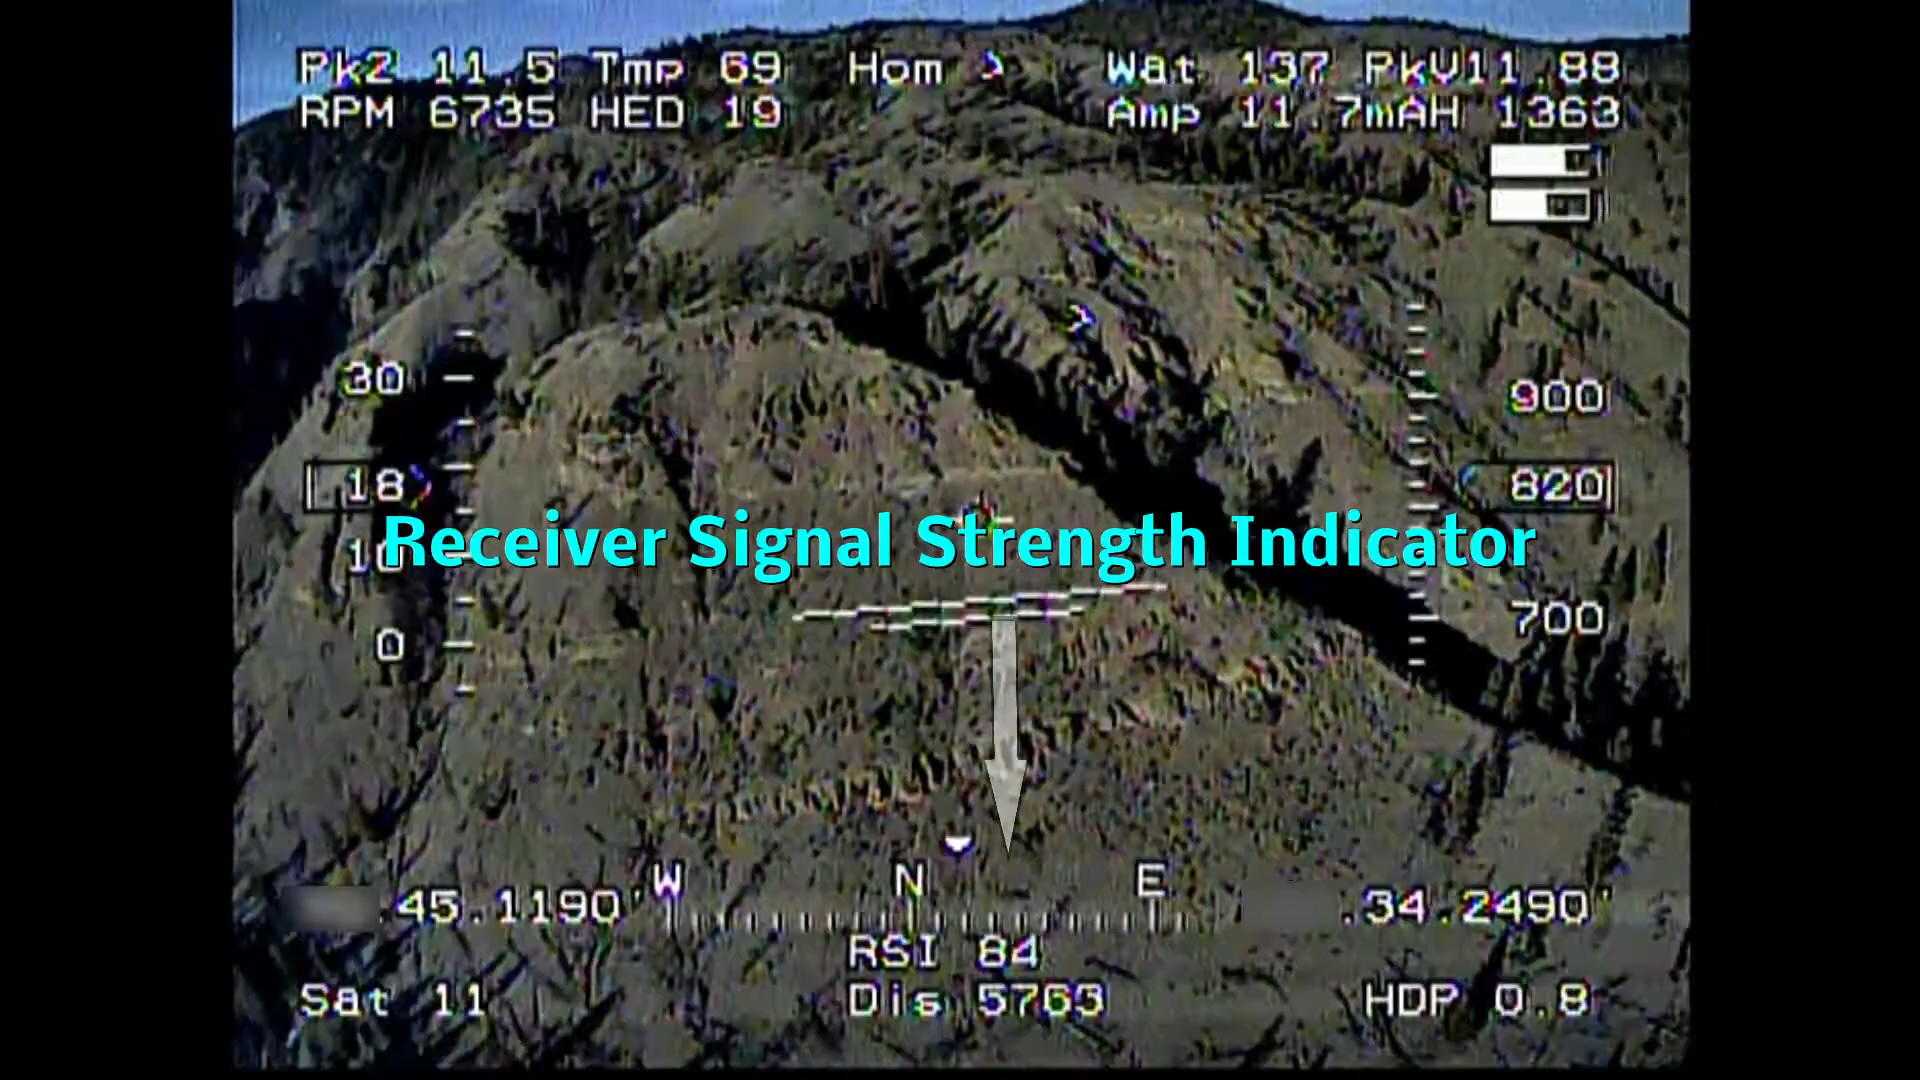 Pk2 11.5 Tmp 69 Hom Wat 137 PkV11.88
RPM 6735 HED 19 Amp 11.7mAH 1363
30
900
18
820
Receiver Signal Strength Indicator
10
700
0
W N E
.45.1190' .34.2490'
RSI 84
Sat 11 Dis 5763 HDP 0.8